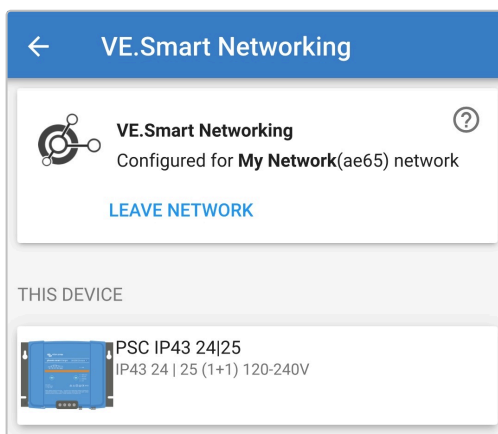 VE.Smart Networking
VE.Smart Networking
Configured for My Network(ae65) network
LEAVE NETWORK
THIS DEVICE
PSC IP43 24|25
IP43 24 | 25 (1+1) 120-240V